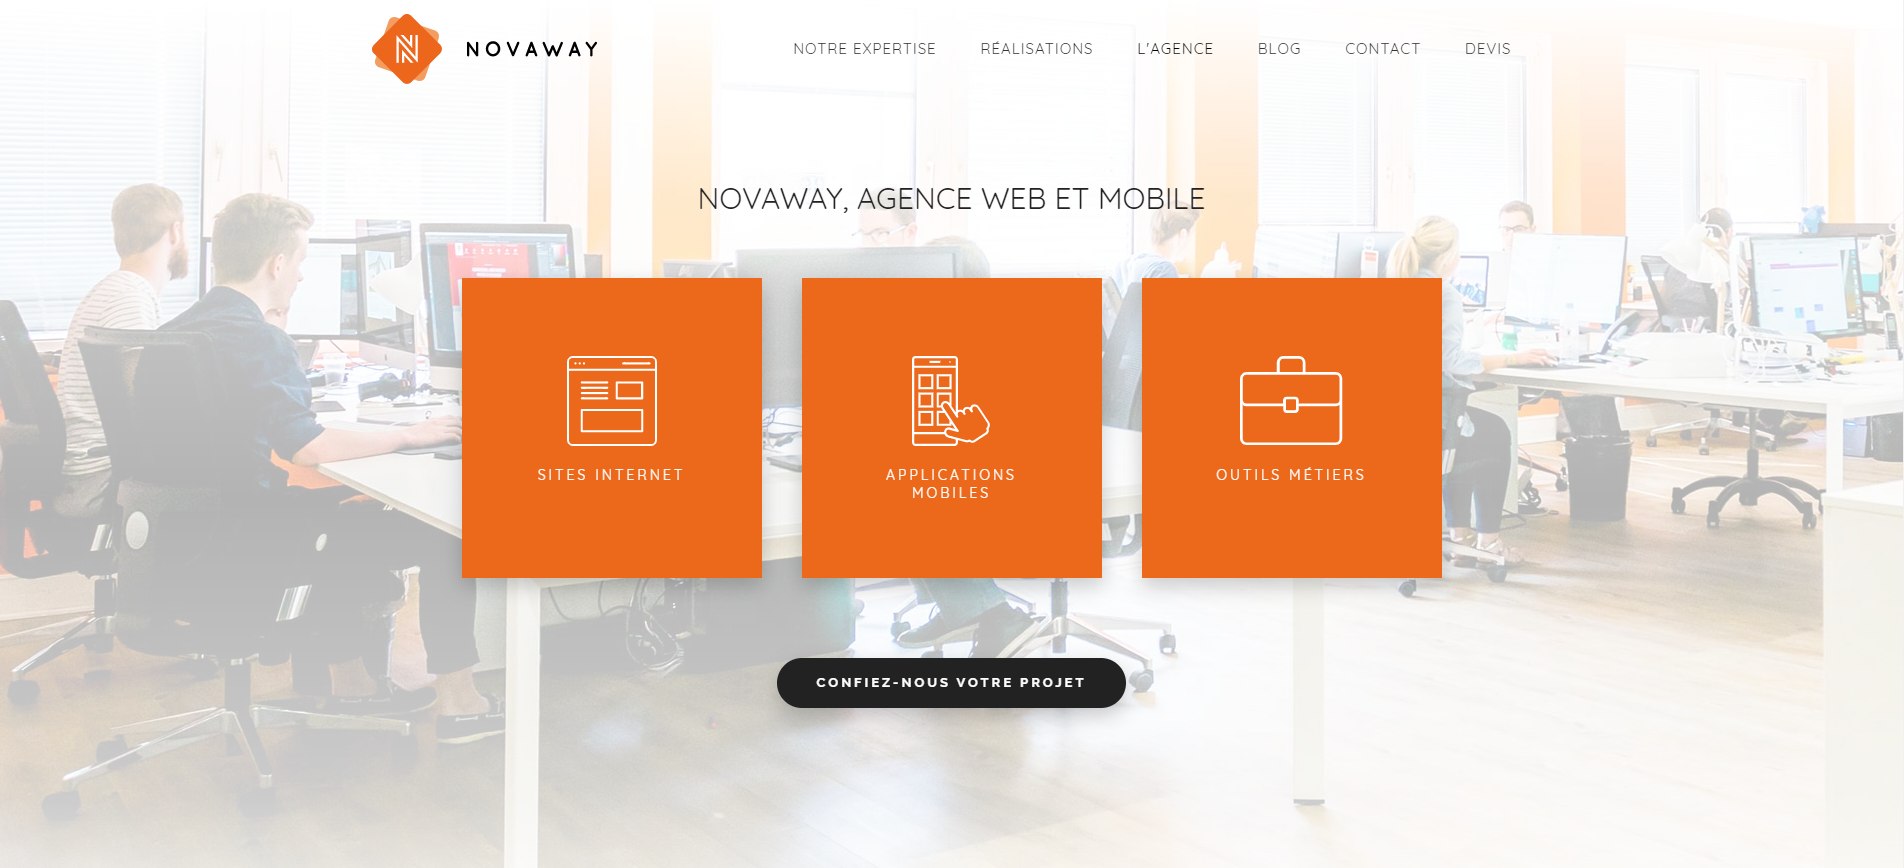 NOVAWAY
NOTRE EXPERTISE
RÉALISATIONS
L'AGENCE
BLOG
CONTACT
DEVIS
NOVAWAY, AGENCE WEB ET MOBILE
SITES INTERNET
APPLICATIONS
MOBILES
OUTILS MÉTIERS
CONFIEZ-NOUS VOTRE PROJET